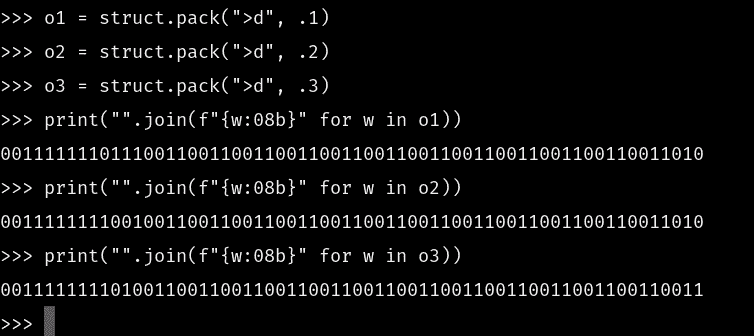 >>> o1 = struct.pack(">d", .1)
>>> o2 = struct.pack(">d", .2)
>>> o3 = struct.pack(">d", .3)
>>> print("".join(f"{w:08b}" for w in o1))
0011111110111001100110011001100110011001100110011001100110011010
>>> print("".join(f"{w:08b}" for w in o2))
0011111111001001100110011001100110011001100110011001100110011010
>>> print("".join(f"{w:08b}" for w in o3))
0011111111010011001100110011001100110011001100110011001100110011
>>>